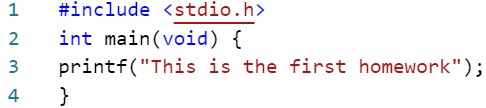 1 #include <stdio.h>
2 int main(void) {
3 printf("This is the first homework");
4 }